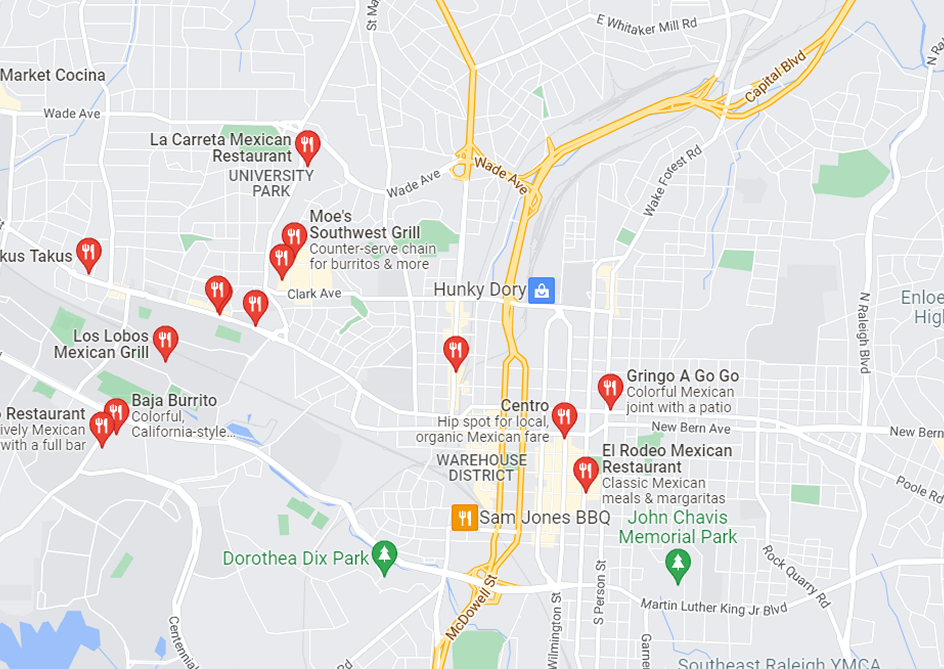 St Ma
E Whitaker Mill Rd
N Ra
Market Cocina
Capital Blvd
Wade Ave
La Carreta Mexican
Restaurant
UNIVERSITY
PARK
Wade Ave
Wade Ave
Wake Forest Rd
Moe's
Southwest Grill
Counter-serve chain
for burritos & more
kus Takus
Clark Ave
Hunky Dory
N Raleigh Blvd
Enloe
High
Los Lobos
Mexican Grill
Gringo A Go Go
Colorful Mexican
joint with a patio
Baja Burrito
Colorful,
California-style...
o Restaurant
ively Mexican
with a full bar
Centro
Hip spot for local,
organic Mexican fare
New Bern Ave
New Bern
WAREHOUSE
DISTRICT
El Rodeo Mexican
Restaurant
Classic Mexican
meals & margaritas
Poole Rd
Sam Jones BBQ
John Chavis
Memorial Park
Dorothea Dix Park
Rock Quarry Rd
McDowell St
Wilmington St
S Person St
Martin Luther King Jr Blvd
Centennial
Garne
Rd
Southeast Raleigh YMCA